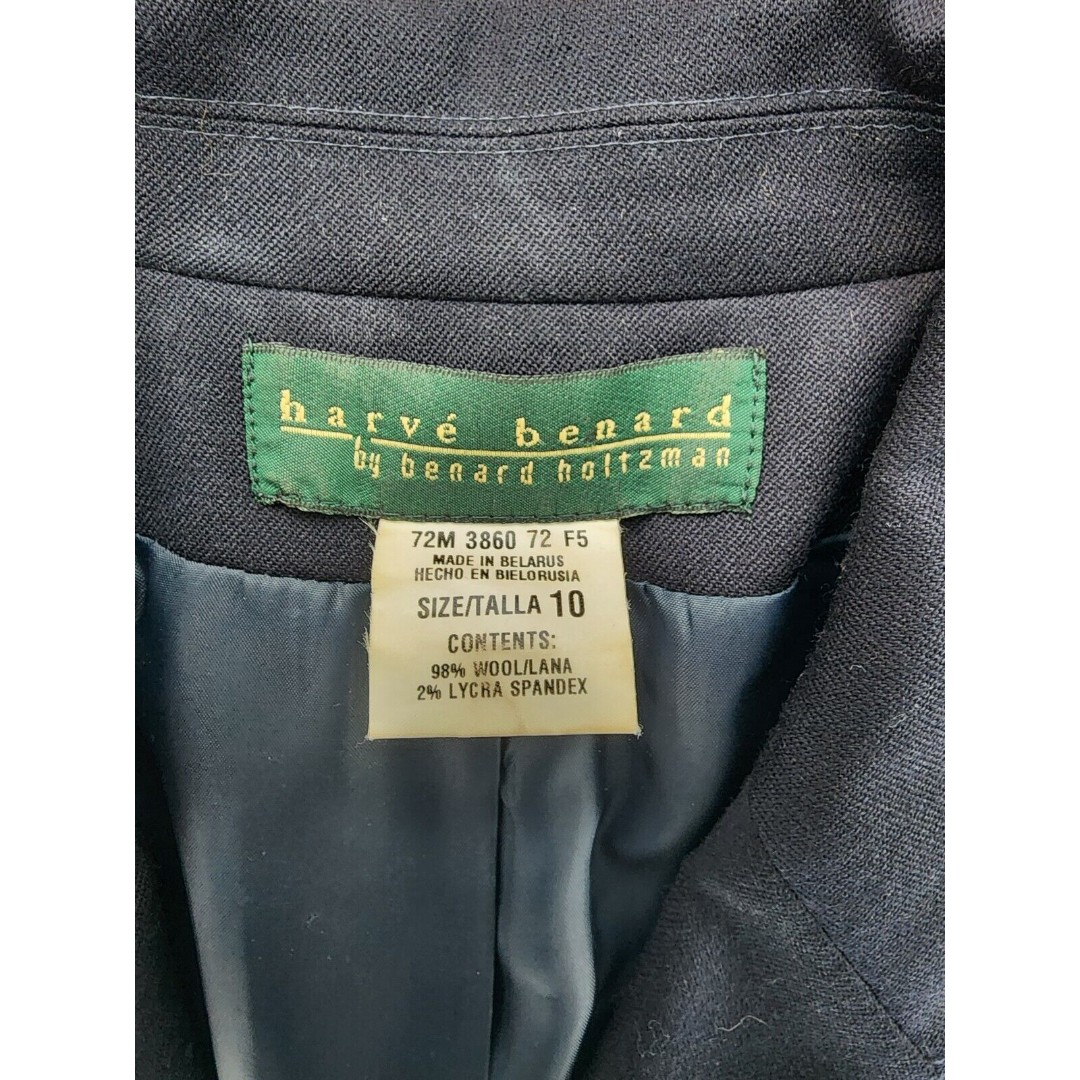 harvé benard
by benard holtzman
72M 3860 72 F5
MADE IN BELARUS
HECHO EN BIELORUSIA
SIZE/TALLA 10
CONTENTS:
98% WOOL/LANA
2% LYCRA SPANDEX